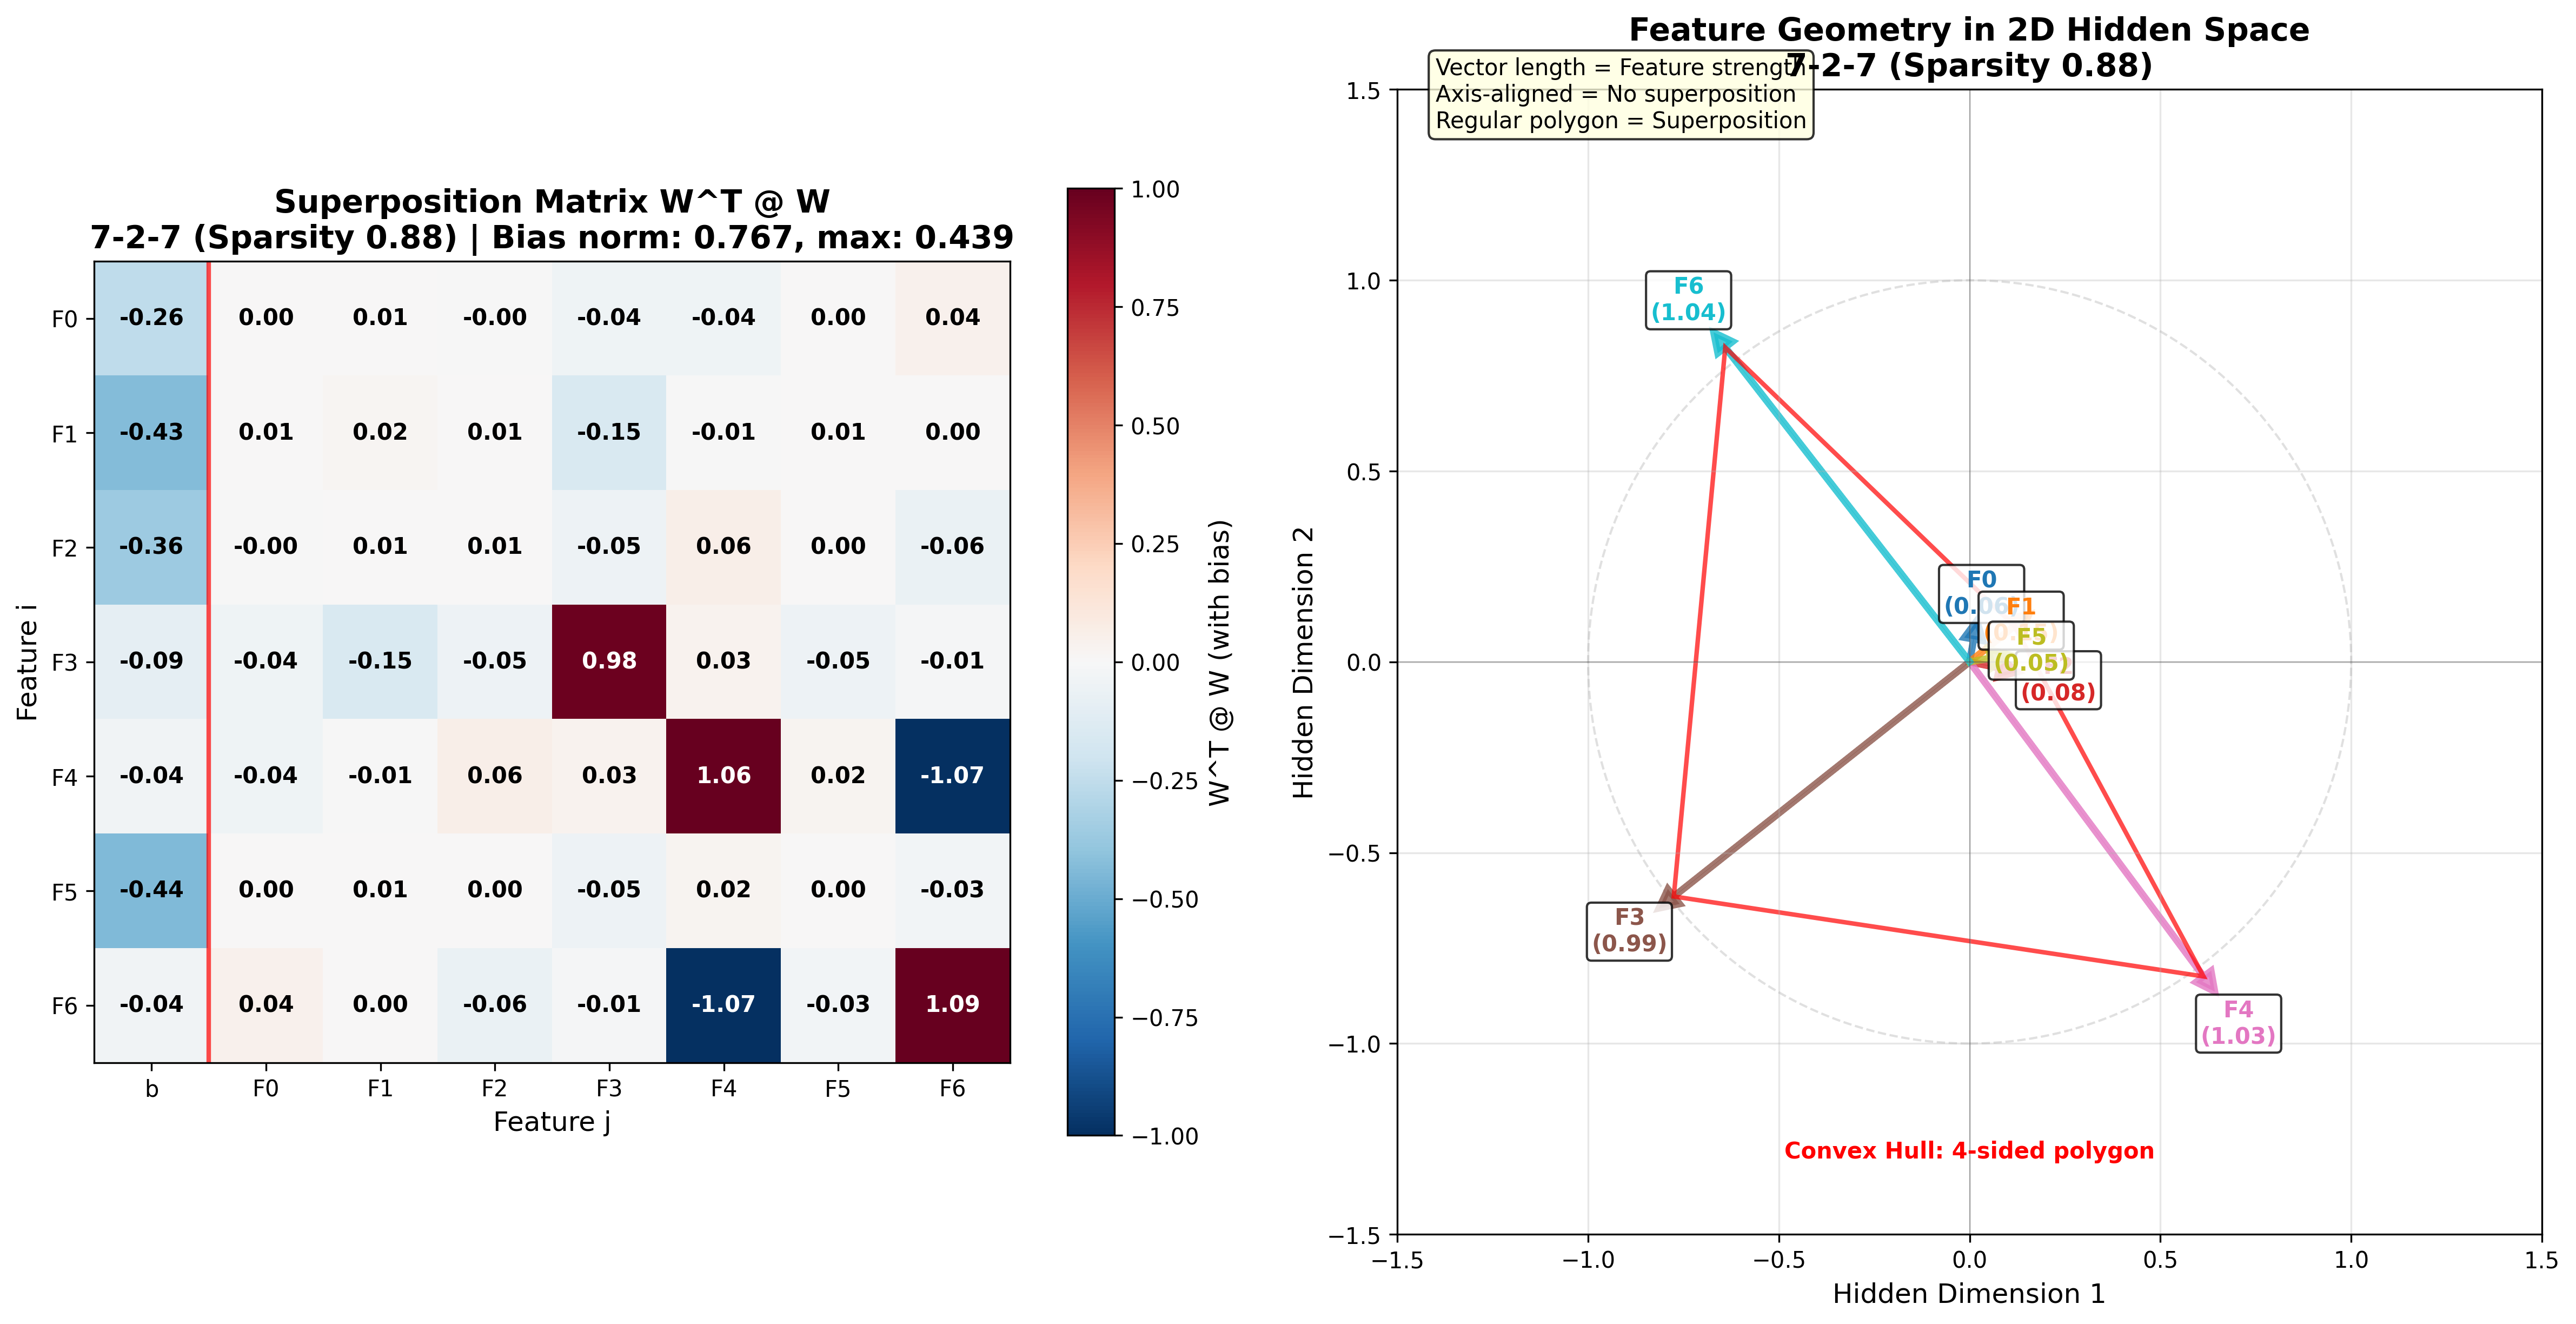 Superposition Matrix W^T @ W
7-2-7 (Sparsity 0.88) | Bias norm: 0.767, max: 0.439
F0 -0.26 0.00 0.01 -0.00 -0.04 -0.04 0.00 0.04
F1 -0.43 0.01 0.02 0.01 -0.15 -0.01 0.01 0.00
F2 -0.36 -0.00 0.01 0.01 -0.05 0.06 0.00 -0.06
F3 -0.09 -0.04 -0.15 -0.05 0.98 0.03 -0.05 -0.01
F4 -0.04 -0.04 -0.01 0.06 0.03 1.06 0.02 -1.07
F5 -0.44 0.00 0.01 0.00 -0.05 0.02 0.00 -0.03
F6 -0.04 0.04 0.00 -0.06 -0.01 -1.07 -0.03 1.09
b F0 F1 F2 F3 F4 F5 F6
Feature j
Feature i
1.00
0.75
0.50
0.25
0.00
−0.25
−0.50
−0.75
−1.00
W^T @ W (with bias)
Feature Geometry in 2D Hidden Space
7-2-7 (Sparsity 0.88)
Vector length = Feature strength
Axis-aligned = No superposition
Regular polygon = Superposition
1.5
1.0
0.5
0.0
−0.5
−1.0
−1.5
Hidden Dimension 2
F6
(1.04)
F0
(0.06
F1
F5
(0.05)
(0.08)
F3
(0.99)
F4
(1.03)
Convex Hull: 4-sided polygon
−1.5 −1.0 −0.5 0.0 0.5 1.0 1.5
Hidden Dimension 1